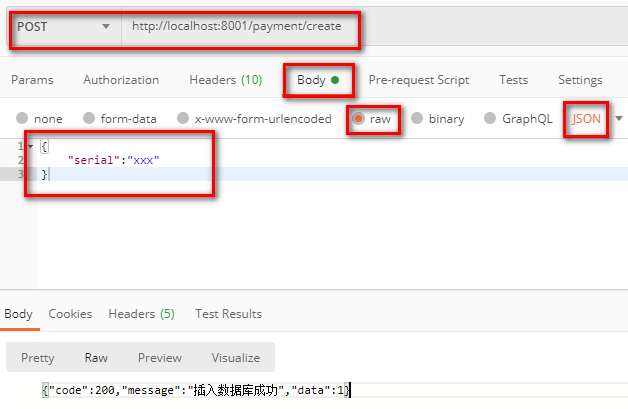 POST http://localhost:8001/payment/create
Params Authorization Headers (10) Body Pre-request Script Tests Settings
none form-data x-www-form-urlencoded raw binary GraphQL JSON
1 {
2 "serial":"xxx"
3 }
Body Cookies Headers (5) Test Results
Pretty Raw Preview Visualize
{"code":200,"message":"插入数据库成功","data":1}